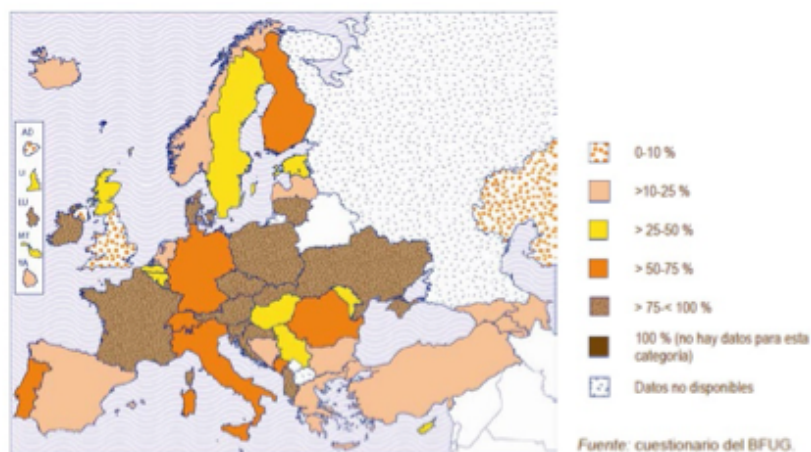 AD
LI
LU
MT
VA
0-10 %
>10-25 %
> 25-50 %
> 50-75 %
> 75-< 100 %
100 % (no hay datos para esta
categoría)
Datos no disponibles
Fuente: cuestionario del BFUG.